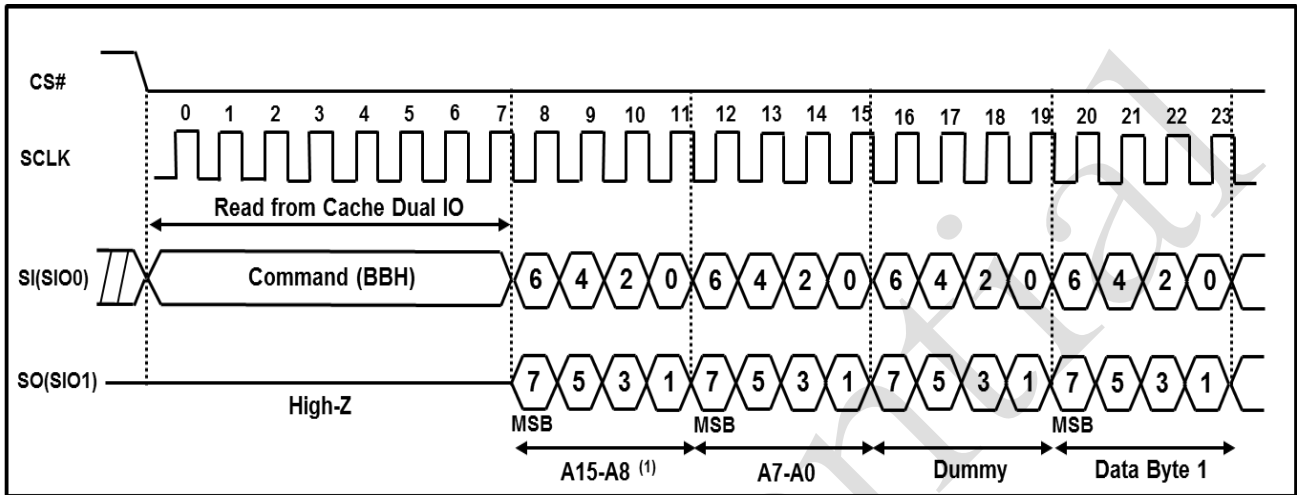 CS#
0 1 2 3 4 5 6 7 8 9 10 11 12 13 14 15 16 17 18 19 20 21 22 23
SCLK
Read from Cache Dual IO
SI(SIO0) Command (BBH) 6 4 2 0 6 4 2 0 6 4 2 0 6 4 2 0
SO(SIO1) 7 5 3 1 7 5 3 1 7 5 3 1 7 5 3 1
High-Z
MSB MSB MSB
A15-A8 (1) A7-A0 Dummy Data Byte 1
ntial